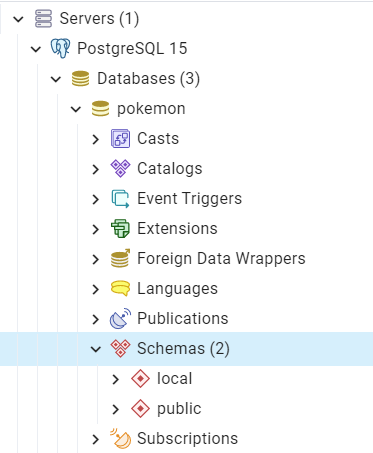 Servers (1)
PostgreSQL 15
Databases (3)
pokemon
Casts
Catalogs
Event Triggers
Extensions
Foreign Data Wrappers
Languages
Publications
Schemas (2)
local
public
Subscriptions